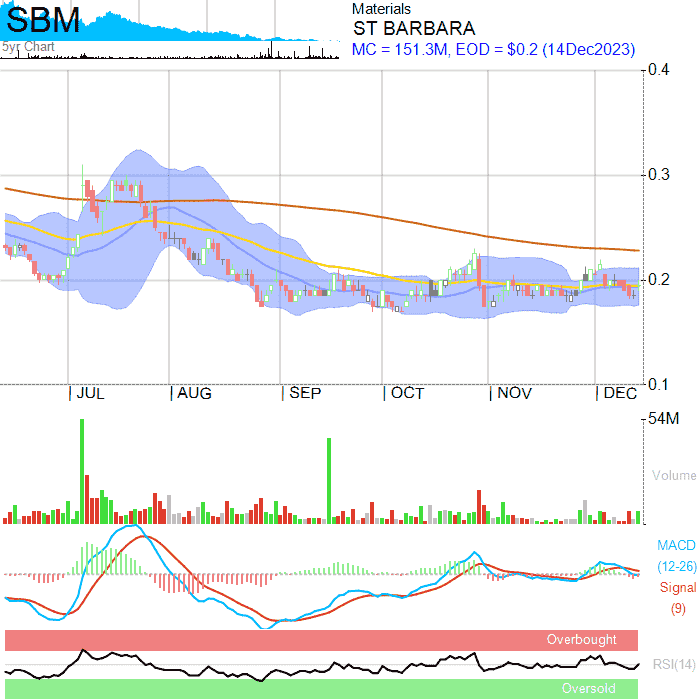 SBM
5yr Chart
Materials
ST BARBARA
MC = 151.3M, EOD = $0.2 (14Dec2023)
0.4
0.3
0.2
0.1
JUL
AUG
SEP
OCT
NOV
DEC
54M
Volume
MACD
(12-26)
Signal
(9)
Overbought
RSI(14)
Oversold